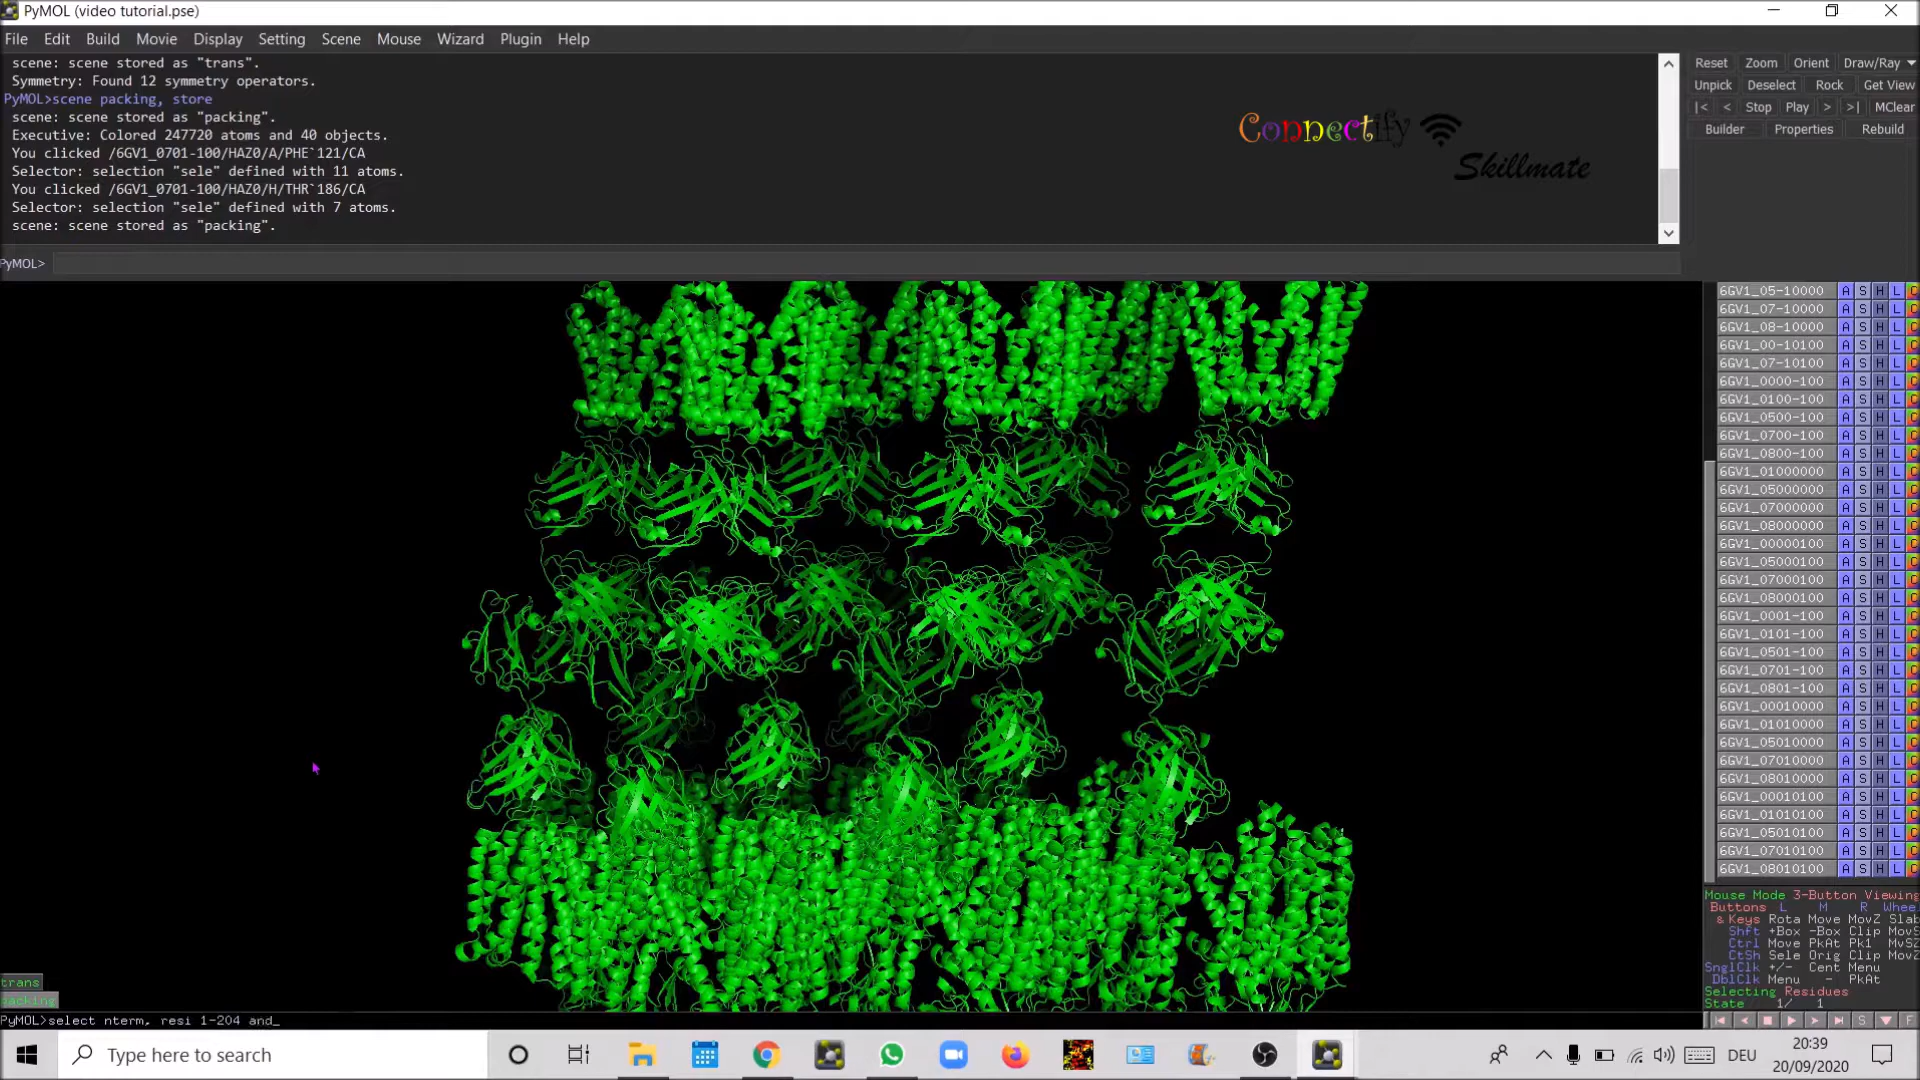 PyMOL (video tutorial.pse)
File Edit Build Movie Display Setting Scene Mouse Wizard Plugin Help
scene: scene stored as "trans".
Symmetry: Found 12 symmetry operators.
PyMOL>scene packing, store
scene: scene stored as "packing".
Executive: Colored 247720 atoms and 40 objects.
You clicked /6GV1_0701-100/HAZ0/A/PHE`121/CA
Selector: selection "sele" defined with 11 atoms.
You clicked /6GV1_0701-100/HAZ0/H/THR`186/CA
Selector: selection "sele" defined with 7 atoms.
scene: scene stored as "packing".
PyMOL>
Connectify
Skillmate
Reset Zoom Orient Draw/Ray
Unpick Deselect Rock Get View
|< < Stop Play > >| MClear
Builder Properties Rebuild
6GV1_05-10000 A S H L C
6GV1_07-10000 A S H L C
6GV1_08-10000 A S H L C
6GV1_00-10100 A S H L C
6GV1_07-10100 A S H L C
6GV1_0000-100 A S H L C
6GV1_0100-100 A S H L C
6GV1_0500-100 A S H L C
6GV1_0700-100 A S H L C
6GV1_0800-100 A S H L C
6GV1_01000000 A S H L C
6GV1_05000000 A S H L C
6GV1_07000000 A S H L C
6GV1_08000000 A S H L C
6GV1_00000100 A S H L C
6GV1_05000100 A S H L C
6GV1_07000100 A S H L C
6GV1_08000100 A S H L C
6GV1_0001-100 A S H L C
6GV1_0101-100 A S H L C
6GV1_0501-100 A S H L C
6GV1_0701-100 A S H L C
6GV1_0801-100 A S H L C
6GV1_00010000 A S H L C
6GV1_01010000 A S H L C
6GV1_05010000 A S H L C
6GV1_07010000 A S H L C
6GV1_08010000 A S H L C
6GV1_00010100 A S H L C
6GV1_01010100 A S H L C
6GV1_05010100 A S H L C
6GV1_07010100 A S H L C
6GV1_08010100 A S H L C
Mouse Mode 3-Button Viewing
Buttons L M R Wheel
& Keys Rota Move MovZ Slab
Shft +Box -Box Clip MovS
Ctrl Move PkAt Pk1 MvSZ
CtSh Sele Orig Clip MovZ
SnglClk +/- Cent Menu
DblClk Menu - PkAt
Selecting Residues
State 1/ 1
trans
packing
PyMOL>select nterm, resi 1-204 and_
S F
Type here to search
DEU
20:39
20/09/2020